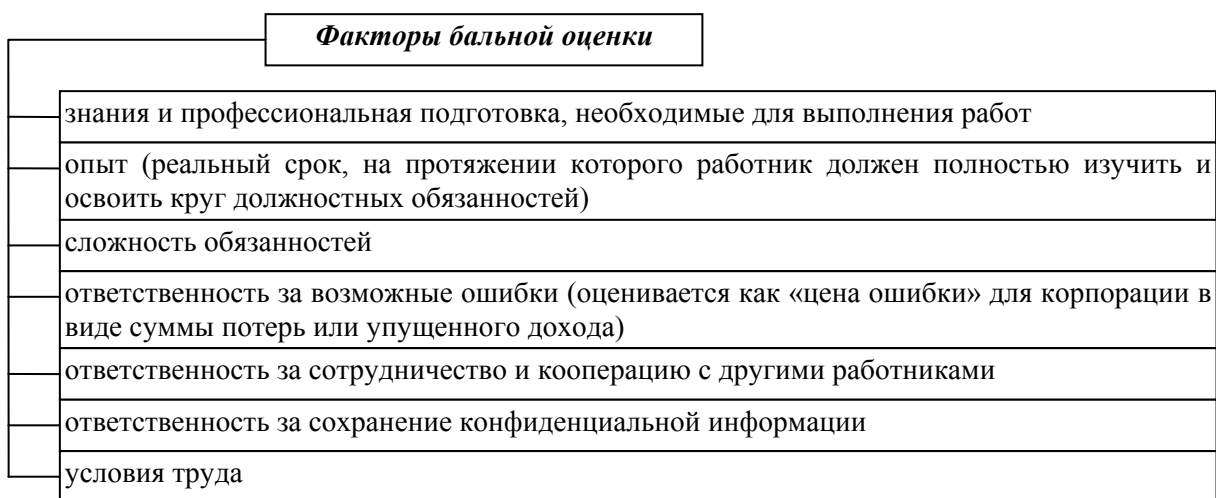 Факторы бальной оценки
знания и профессиональная подготовка, необходимые для выполнения работ
опыт (реальный срок, на протяжении которого работник должен полностью изучить и
освоить круг должностных обязанностей)
сложность обязанностей
ответственность за возможные ошибки (оценивается как «цена ошибки» для корпорации в
виде суммы потерь или упущенного дохода)
ответственность за сотрудничество и кооперацию с другими работниками
ответственность за сохранение конфиденциальной информации
условия труда